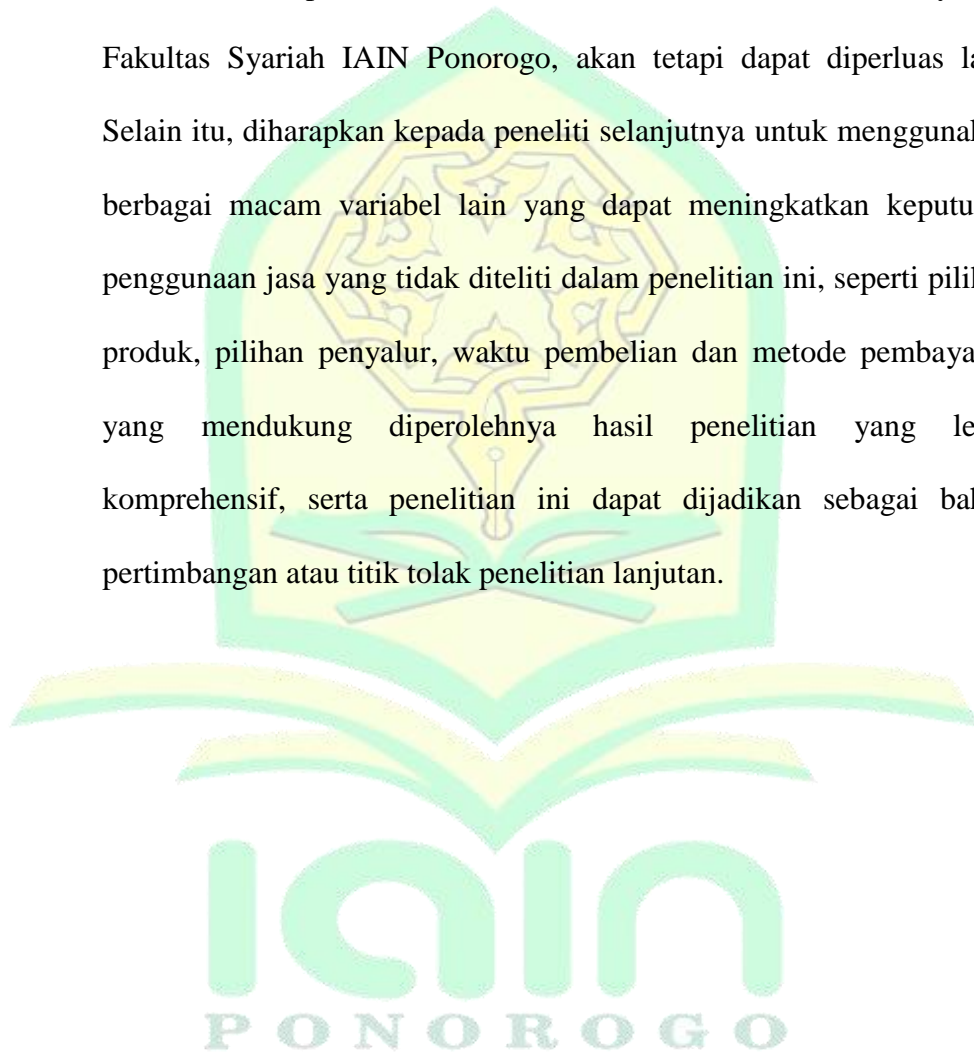 Fakultas Syariah IAIN Ponorogo, akan tetapi dapat diperluas
Selain itu, diharapkan kepada peneliti selanjutnya untuk
berbagai macam variabel lain yang dapat meningkatkan
penggunaan jasa yang tidak diteliti dalam penelitian ini, seperti
produk, pilihan penyalur, waktu pembelian dan metode
yang mendukung diperolehnya hasil penelitian yang
komprehensif, serta penelitian ini dapat dijadikan sebagai
pertimbangan atau titik tolak penelitian lanjutan.
iain
PONOROGO